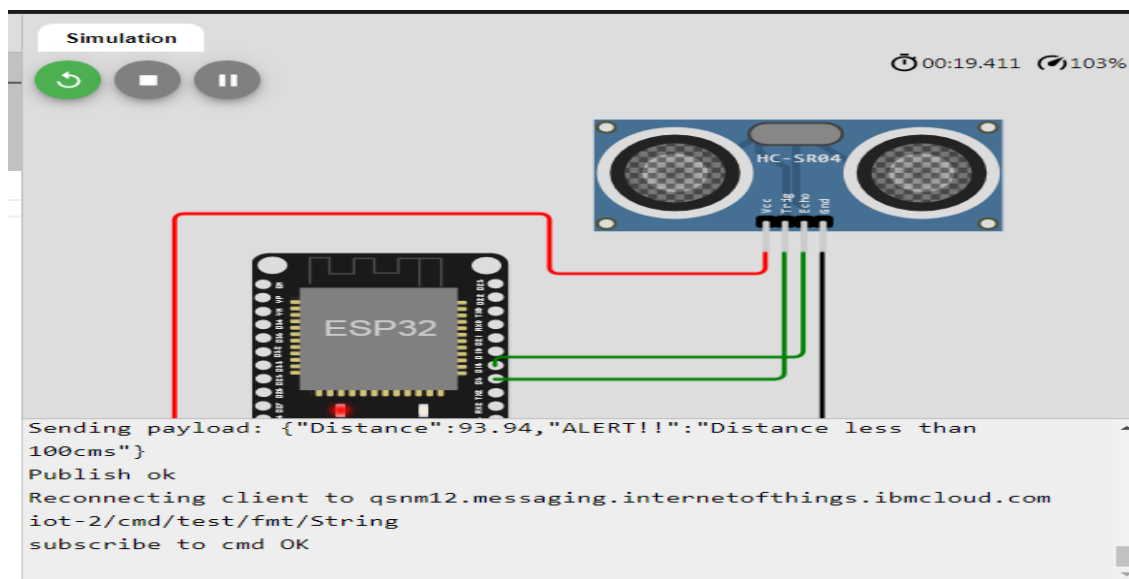 Simulation
00:19.411 103%
HC-SR04
Vcc Trig Echo Gnd
ESP32
Sending payload: {"Distance":93.94,"ALERT!!":"Distance less than
100cms"}
Publish ok
Reconnecting client to qsnm12.messaging.internetofthings.ibmcloud.com
iot-2/cmd/test/fmt/String
subscribe to cmd OK